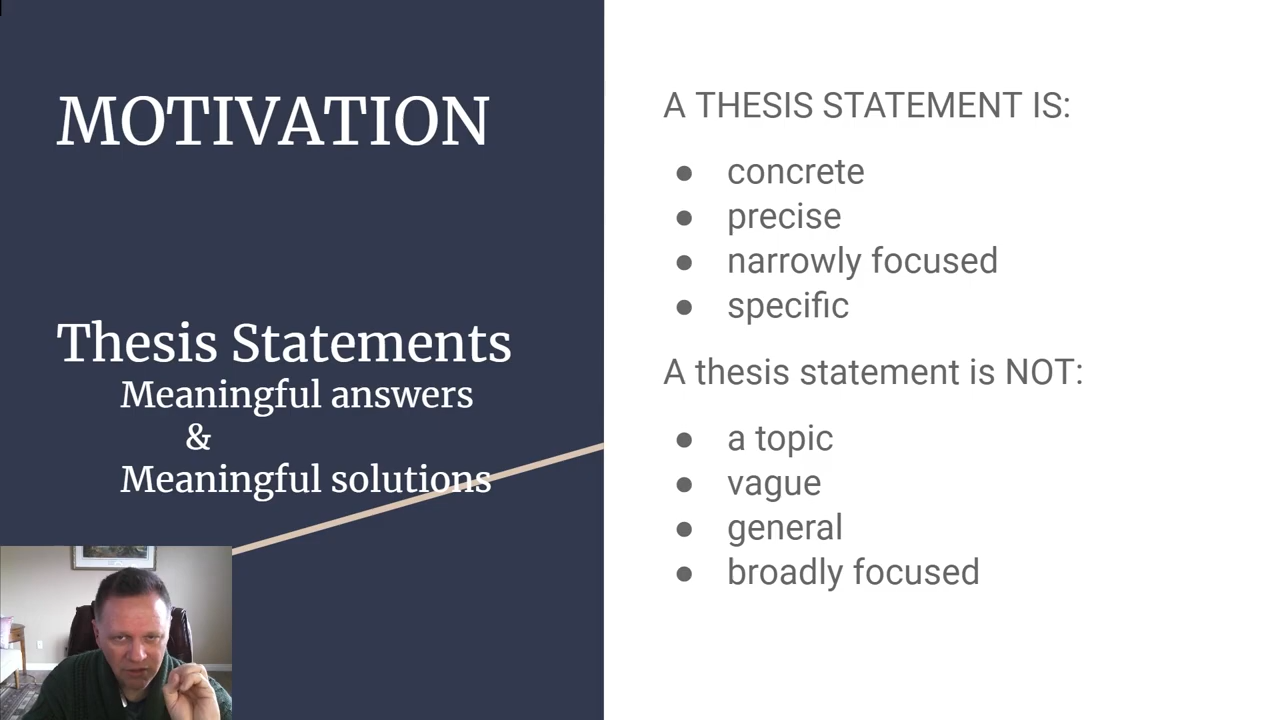 MOTIVATION
Thesis Statements
Meaningful answers
&
Meaningful solutions
A THESIS STATEMENT IS:
● concrete
● precise
● narrowly focused
● specific
A thesis statement is NOT:
● a topic
● vague
● general
● broadly focused